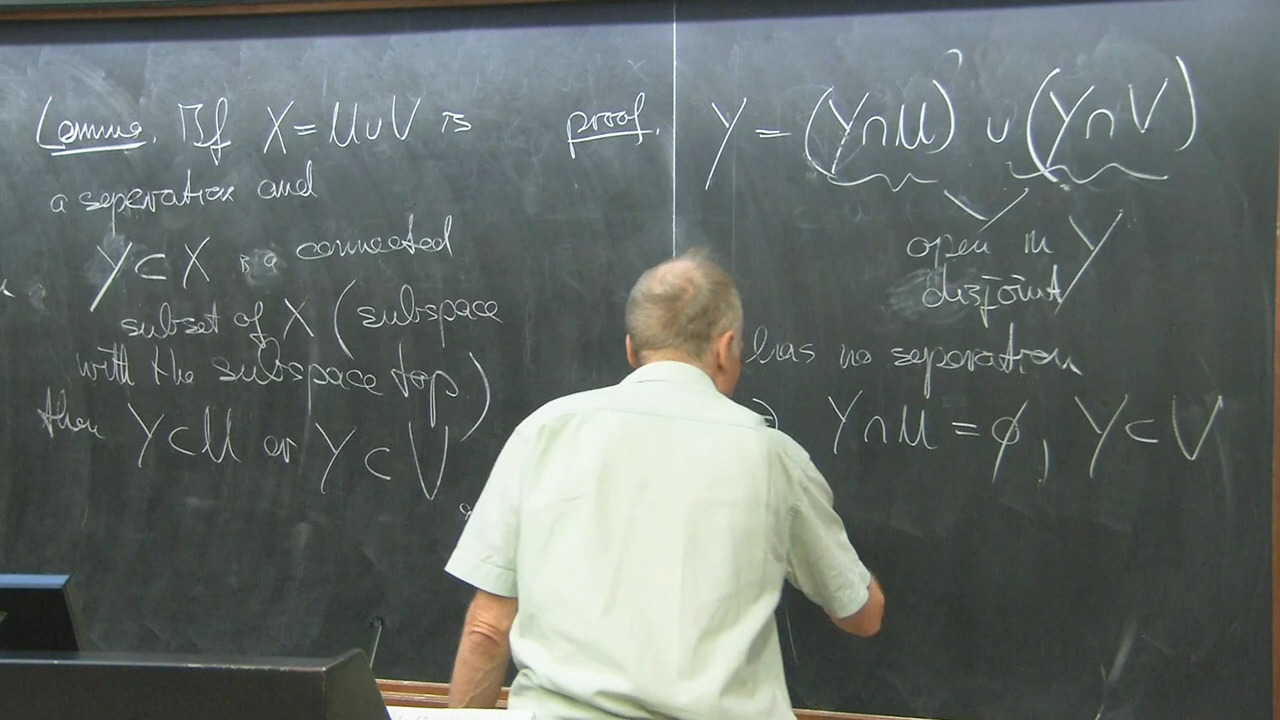 Lemma. If X = U ∪ V is
a seperation and
Y ⊂ X is a connected
subset of X (subspace
with the subspace top)
then Y ⊂ U or Y ⊂ V
proof. Y = (Y ∩ U) ∪ (Y ∩ V)
open in Y
disjoint
has no separation
Y ∩ U = ϕ, Y ⊂ V